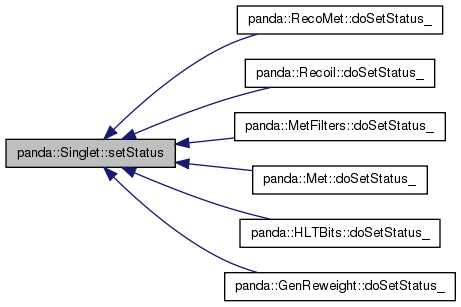 panda::RecoMet::doSetStatus_
panda::Recoil::doSetStatus_
panda::MetFilters::doSetStatus_
panda::Singlet::setStatus
panda::Met::doSetStatus_
panda::HLTBits::doSetStatus_
panda::GenReweight::doSetStatus_